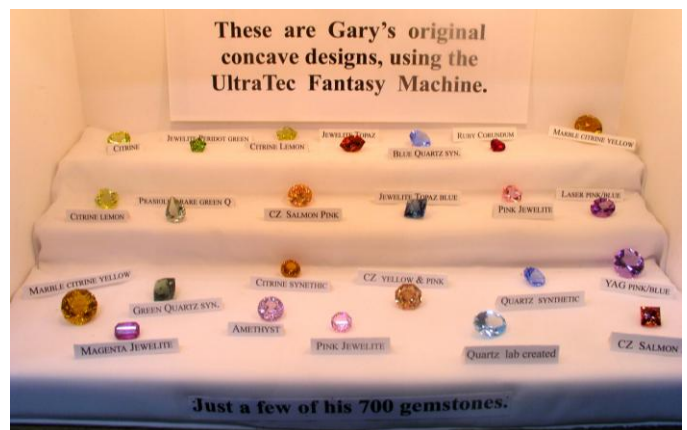 These are Gary's original
concave designs, using the
UltraTec Fantasy Machine.
CITRINE
JEWELITE PERIDOT GREEN
CITRINE LEMON
JEWELITE TOPAZ
BLUE QUARTZ SYN.
RUBY CORUNDUM
MARBLE CITRINE YELLOW
CITRINE LEMON
GREEN Q
CZ SALMON PINK
JEWELITE TOPAZ BLUE
PINK JEWELITE
LASER PINK/BLUE
MARBLE CITRINE YELLOW
GREEN QUARTZ SYN.
CITRINE SYNETHIC
CZ YELLOW & PINK
QUARTZ SYNTHETIC
YAG PINK/BLUE
MAGENTA JEWELITE
AMETHYST
PINK JEWELITE
Quartz lab created
CZ SALMON
Just a few of his 700 gemstones.